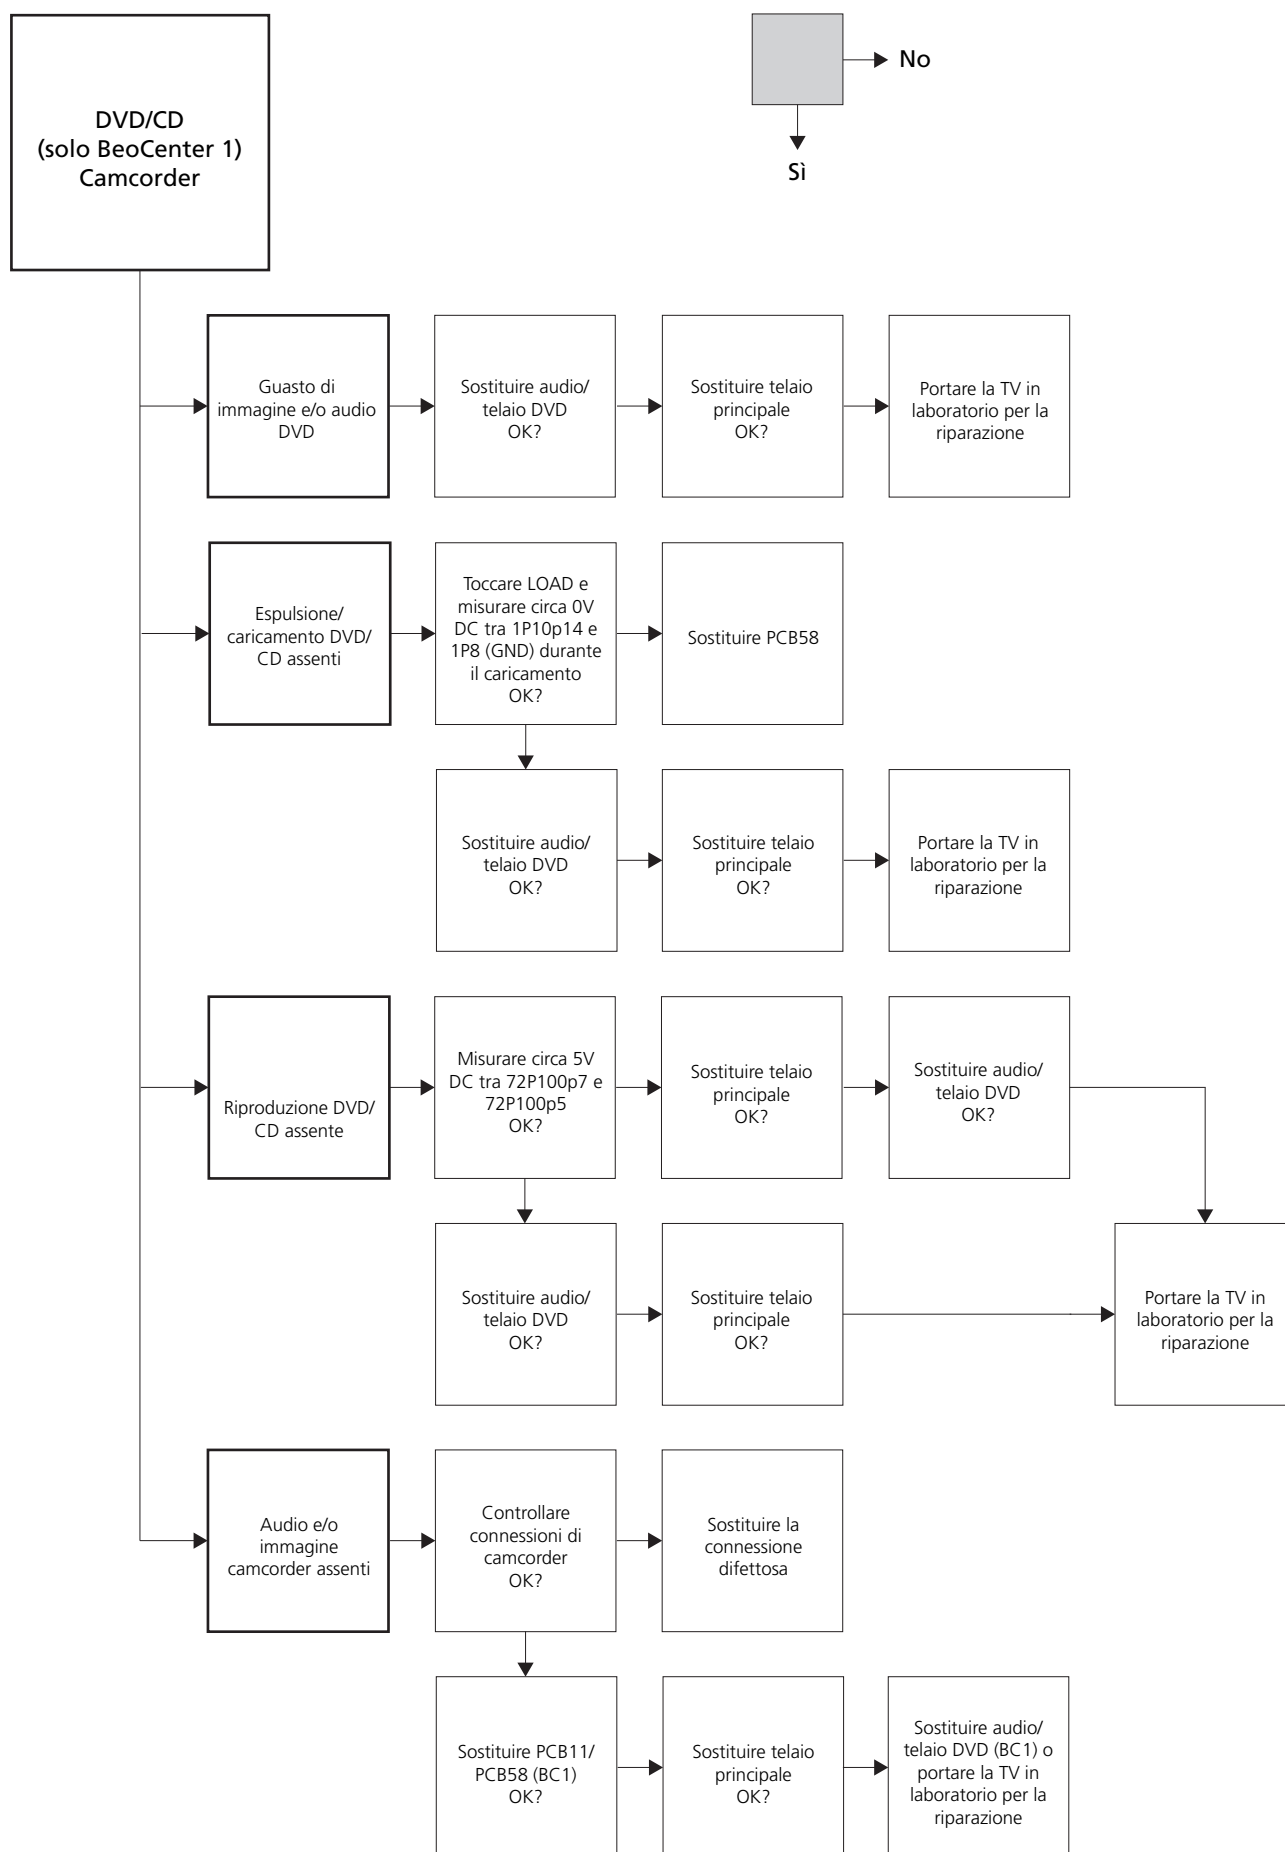 DVD/CD
(solo BeoCenter 1)
Camcorder
No
Sì
Guasto di
immagine e/o audio
DVD
Sostituire audio/
telaio DVD
OK?
Sostituire telaio
principale
OK?
Portare la TV in
laboratorio per la
riparazione
Espulsione/
caricamento DVD/
CD assenti
Toccare LOAD e
misurare circa 0V
DC tra 1P10p14 e
1P8 (GND) durante
il caricamento
OK?
Sostituire PCB58
Sostituire audio/
telaio DVD
OK?
Sostituire telaio
principale
OK?
Portare la TV in
laboratorio per la
riparazione
Riproduzione DVD/
CD assente
Misurare circa 5V
DC tra 72P100p7 e
72P100p5
OK?
Sostituire telaio
principale
OK?
Sostituire audio/
telaio DVD
OK?
Sostituire audio/
telaio DVD
OK?
Sostituire telaio
principale
OK?
Portare la TV in
laboratorio per la
riparazione
Audio e/o
immagine
camcorder assenti
Controllare
connessioni di
camcorder
OK?
Sostituire la
connessione
difettosa
Sostituire PCB11/
PCB58 (BC1)
OK?
Sostituire telaio
principale
OK?
Sostituire audio/
telaio DVD (BC1) o
portare la TV in
laboratorio per la
riparazione